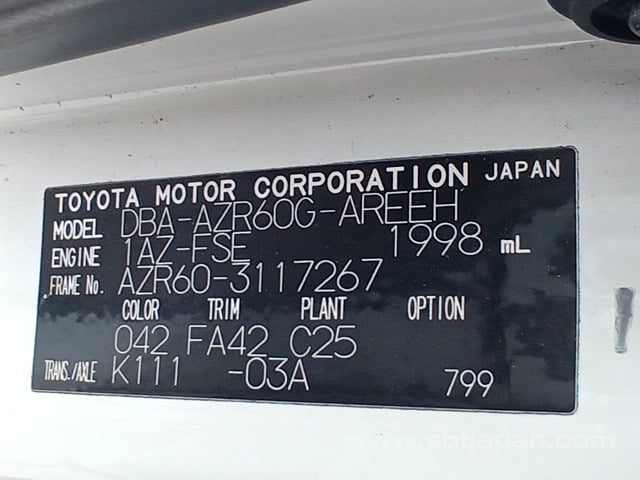 TOYOTA MOTOR CORPORATION JAPAN
MODEL DBA-AZR60G-AREEH
ENGINE 1AZ-FSE 1998 mL
FRAME No. AZR60-3117267
COLOR TRIM PLANT OPTION
042 FA42 C25
TRANS./AXLE K111 -03A 799
www.sbtjapan.com